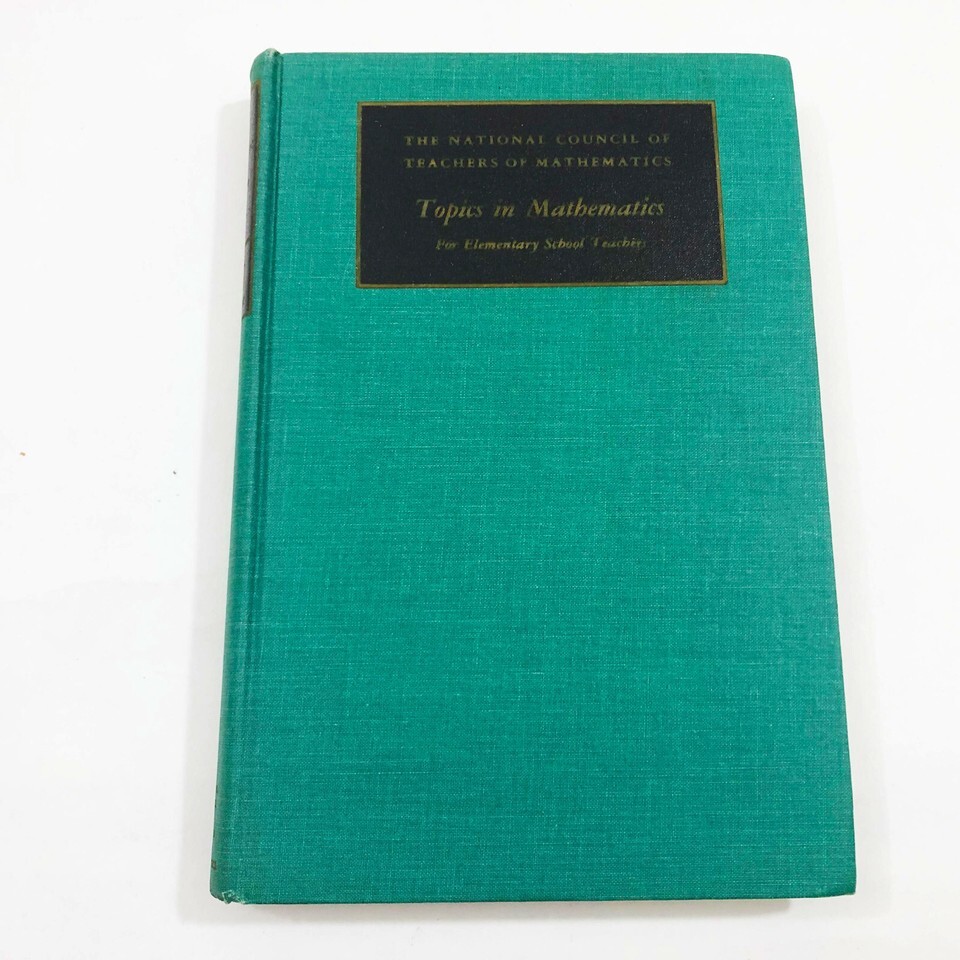 THE NATIONAL COUNCIL OF
TEACHERS OF MATHEMATICS
Topics in Mathematics
For Elementary School Teachers